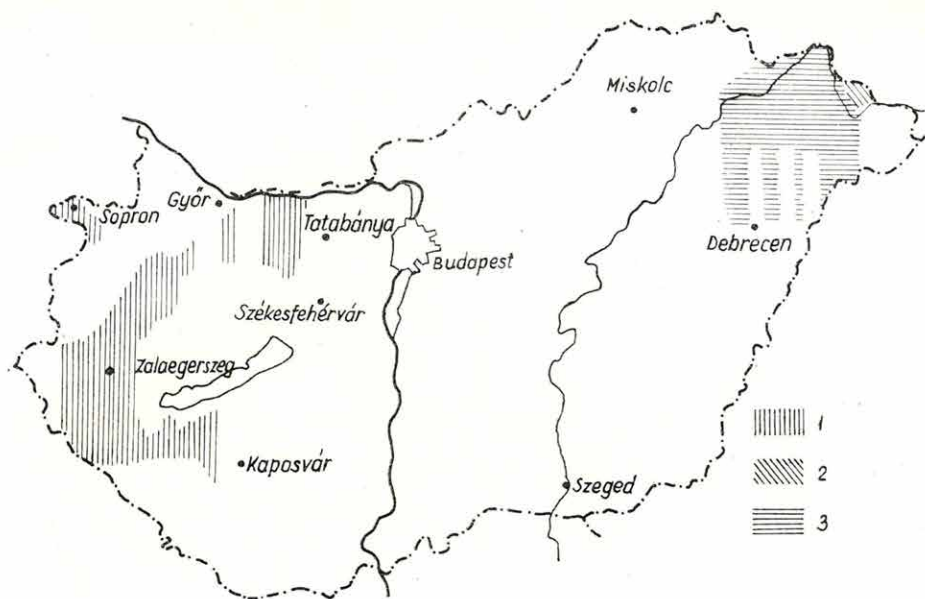 Miskolc
Győr
Sopron
Tatabánya
Budapest
Debrecen
Székesfehérvár
Zalaegerszeg
Kaposvár
Szeged
1
2
3